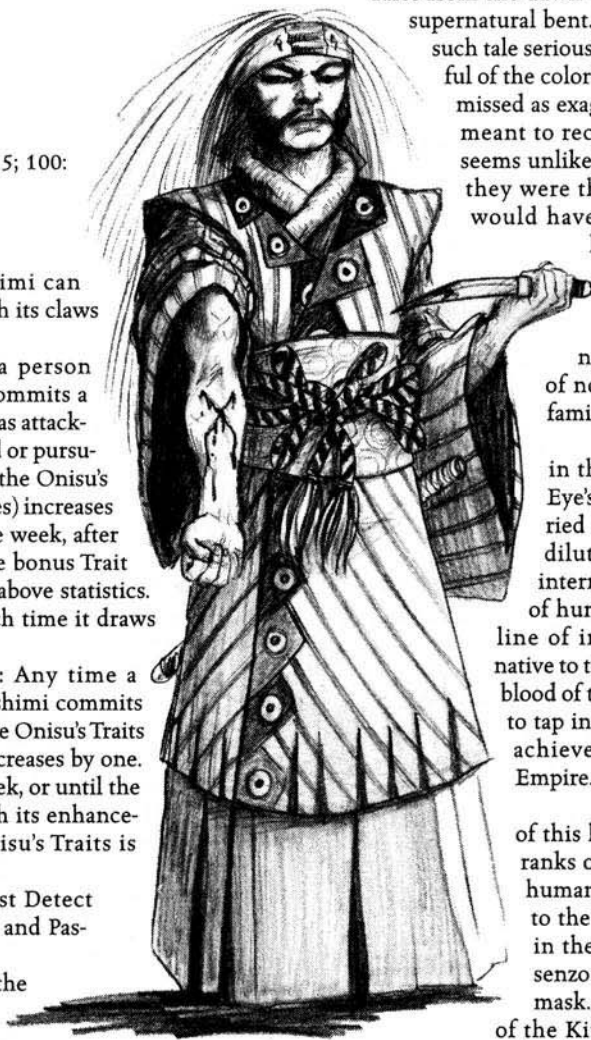 5; 100:
imi can
h its claws
a person
ommits a
as attack-
or pursu-
the Onisu's
es) increases
e week, after
e bonus Trait
above statistics.
h time it draws
: Any time a
shimi commits
e Onisu's Traits
creases by one.
ek, or until the
h its enhance-
isu's Traits is
st Detect
and Pas-
the
supernatural bent.
such tale serious
ful of the color
missed as exag
meant to rec
seems unlike
they were th
would have
n
of ne
fami
in th
Eye's
ried
dilut
intern
of hur
line of i
native to t
blood of t
to tap in
achieve
Empire.
of this l
ranks o
human
to the
in the
senzo
mask.
of the Ki